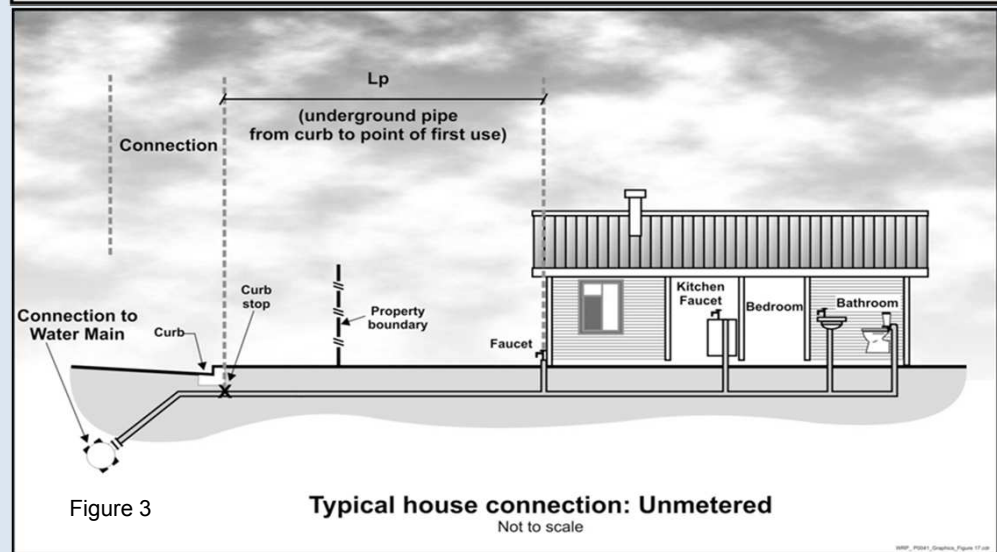 Lp
(underground pipe
from curb to point of first use)
Connection
Connection to
Water Main
Curb
Curb
stop
Property
boundary
Faucet
Kitchen
Faucet
Bedroom
Bathroom
Figure 3
Typical house connection: Unmetered
Not to scale